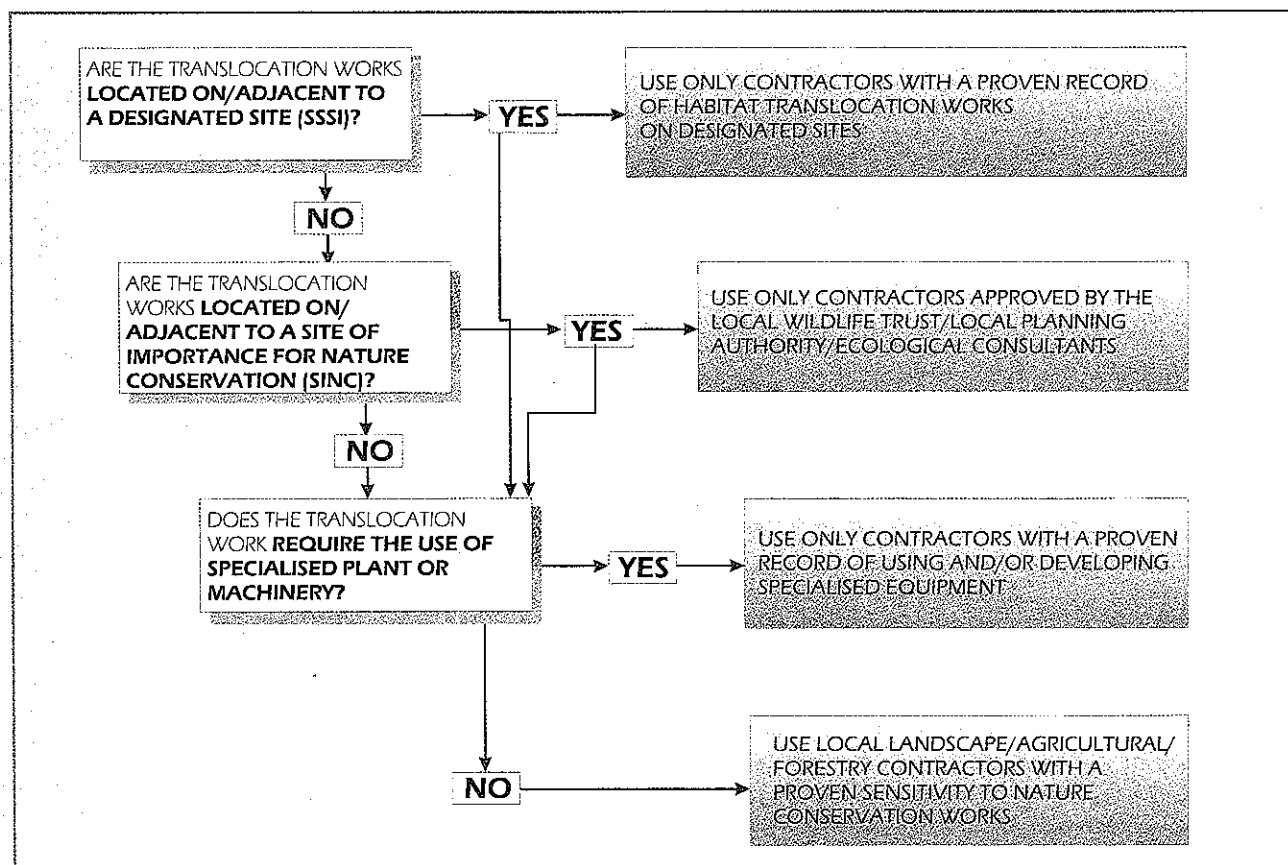 ARE THE TRANSLOCATION WORKS
LOCATED ON/ADJACENT TO
A DESIGNATED SITE (SSSI)?
YES
USE ONLY CONTRACTORS WITH A PROVEN RECORD
OF HABITAT TRANSLOCATION WORKS
ON DESIGNATED SITES
NO
ARE THE TRANSLOCATION
WORKS LOCATED ON/
ADJACENT TO A SITE OF
IMPORTANCE FOR NATURE
CONSERVATION (SINC)?
YES
USE ONLY CONTRACTORS APPROVED BY THE
LOCAL WILDLIFE TRUST/LOCAL PLANNING
AUTHORITY/ECOLOGICAL CONSULTANTS
NO
DOES THE TRANSLOCATION
WORK REQUIRE THE USE OF
SPECIALISED PLANT OR
MACHINERY?
YES
USE ONLY CONTRACTORS WITH A PROVEN
RECORD OF USING AND/OR DEVELOPING
SPECIALISED EQUIPMENT
NO
USE LOCAL LANDSCAPE/AGRICULTURAL/
FORESTRY CONTRACTORS WITH A
PROVEN SENSITIVITY TO NATURE
CONSERVATION WORKS